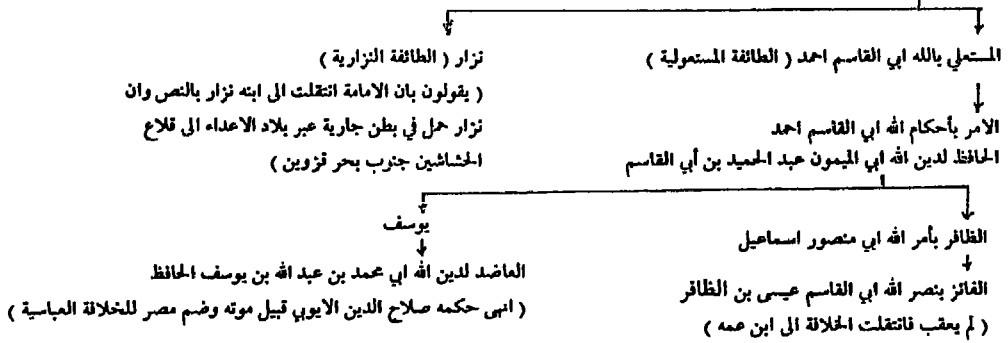 المستعلي بالله ابي القاسم احمد ( الطائفة المستعولية )
نزار ( الطائفة النزارية )
( يقولون بان الامامة انتقلت الى ابنه نزار بالنص وان
نزار حمل في بطن جارية عبر بلاد الاعداء الى قلاع
الحشاشين جنوب بحر قزوين )
الامر بأحكام الله ابي القاسم احمد
الحافظ لدين الله ابي الميمون عبد الحميد بن أبي القاسم
الظافر بأمر الله ابي منصور اسماعيل
الفائز بنصر الله ابي القاسم عيسى بن الظافر
( لم يعقب فانتقلت الخلافة الى ابن عمه )
يوسف
العاضد لدين الله ابي محمد بن عبد الله بن يوسف الحافظ
( انهى حكمه صلاح الدين الايوبي قبيل موته وضم مصر للخلافة العباسية )